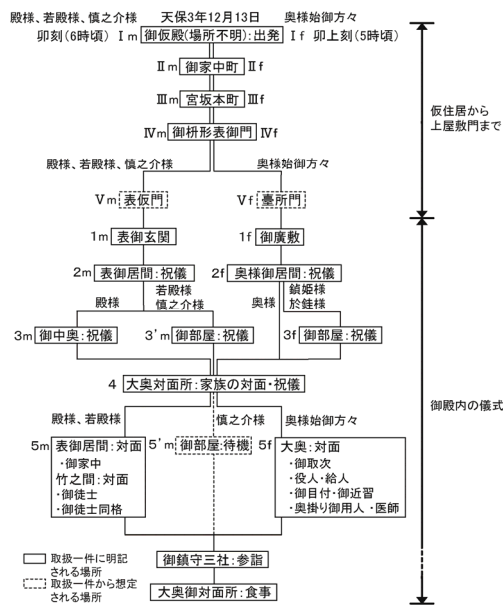 殿様、若殿様、慎之介様　天保3年12月13日　奥様始御方々
卯刻(6時頃) Ⅰm 御仮殿(場所不明):出発 Ⅰf 卯上刻(5時頃)
Ⅱm 御家中町 Ⅱf
Ⅲm 宮坂本町 Ⅲf
Ⅳm 御枡形表御門 Ⅳf
仮住居から
上屋敷門まで
殿様、若殿様、慎之介様　奥様始御方々
Ⅴm 表仮門　Ⅴf 臺所門
1m 表御玄関　1f 御廣敷
2m 表御居間:祝儀　2f 奥様御居間:祝儀
殿様　若殿様　奥様　鎮姫様
慎之介様　於銈様
3m 御中奥:祝儀　3'm 御部屋:祝儀　3f 御部屋:祝儀
4 大奥対面所:家族の対面・祝儀
御殿内の儀式
殿様、若殿様　慎之介様　奥様始御方々
5m 表御居間:対面　5'm 御部屋:待機　5f 大奥:対面
・御家中　・御取次
竹之間:対面　・役人・給人
・御徒士　・御目付・御近習
・御徒士同格　・奥掛り御用人・医師
御鎮守三社:参詣
大奥御対面所:食事
取扱一件に明記
される場所
取扱一件から想定
される場所